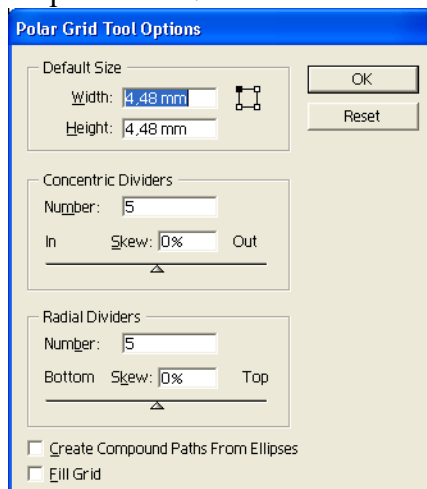 Polar Grid Tool Options
Default Size
Width: 4,48 mm
Height: 4,48 mm
OK
Reset
Concentric Dividers
Number: 5
In Skew: 0% Out
Radial Dividers
Number: 5
Bottom Skew: 0% Top
Create Compound Paths From Ellipses
Fill Grid